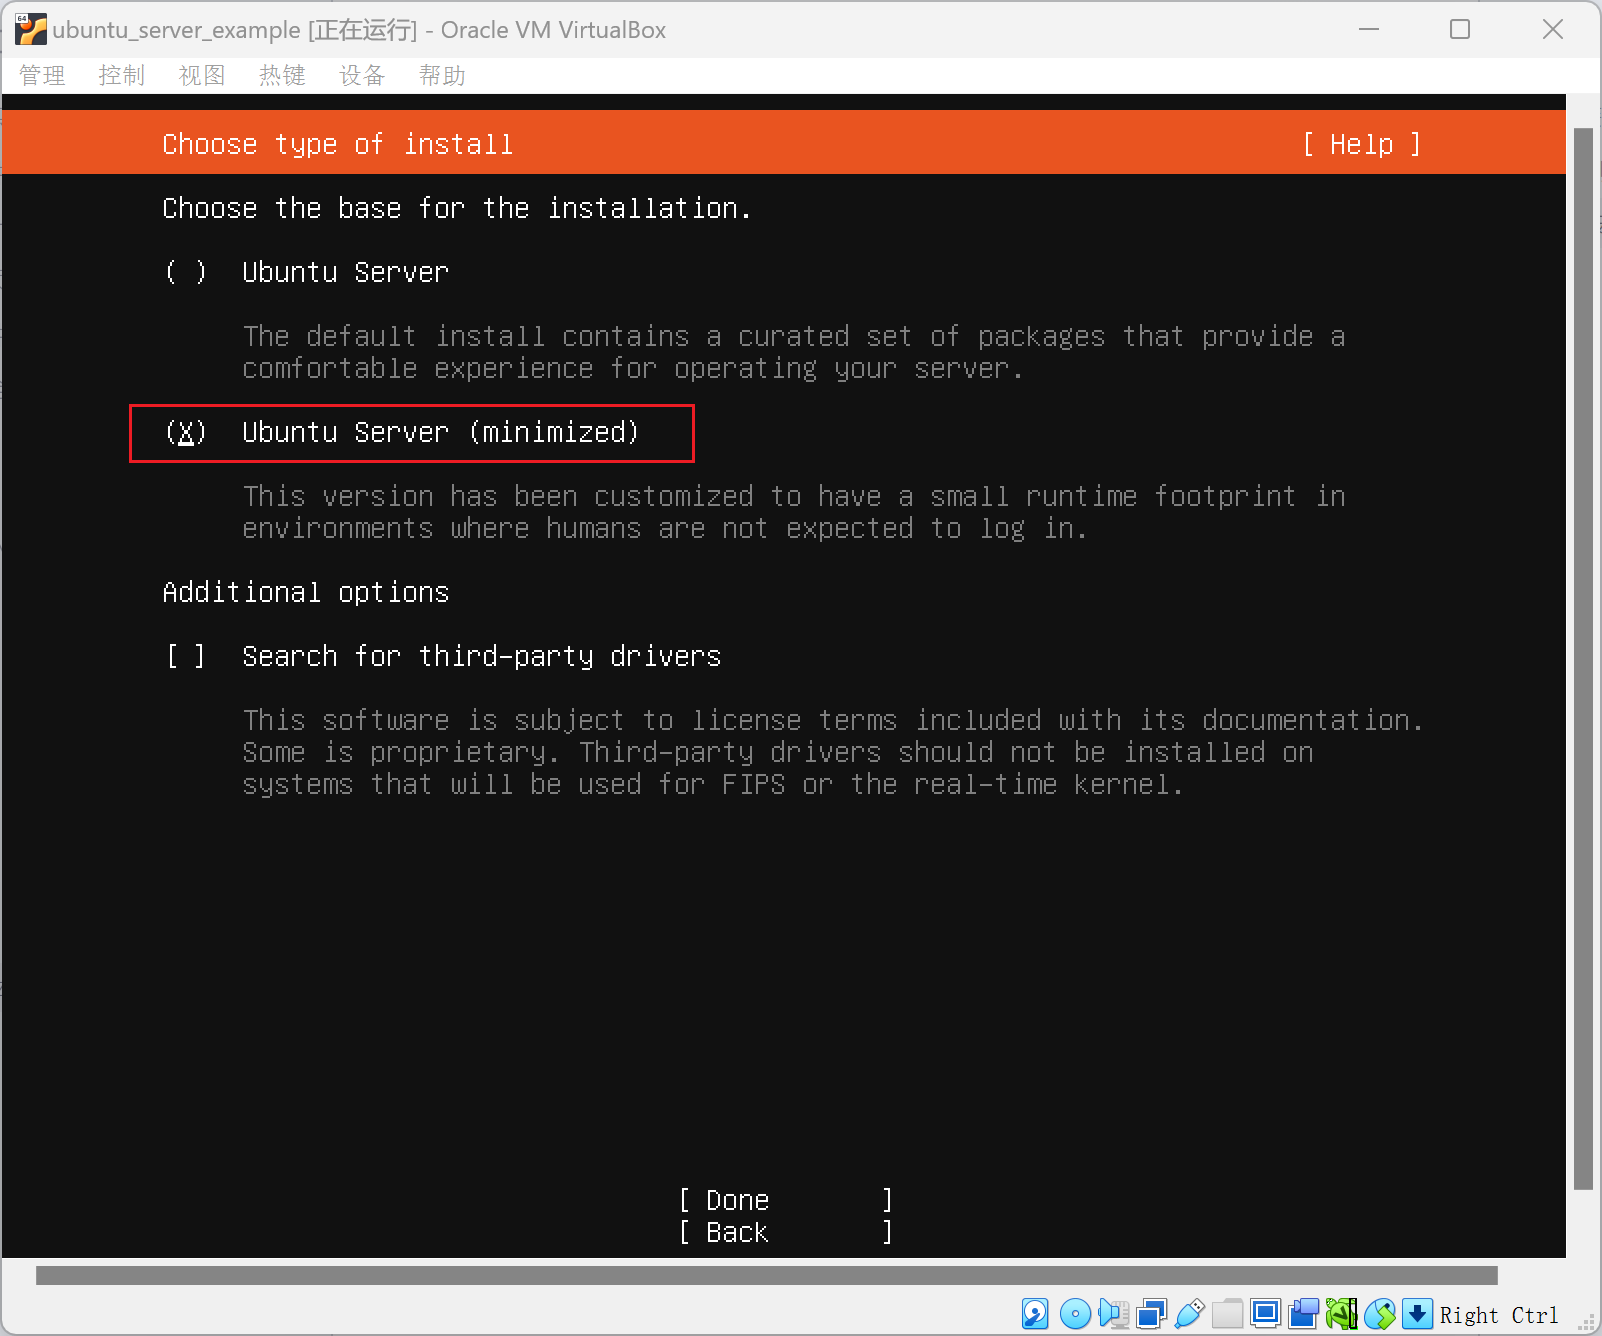 ubuntu_server_example [正在运行] - Oracle VM VirtualBox
管理 控制 视图 热键 设备 帮助
Choose type of install [ Help ]
Choose the base for the installation.
( ) Ubuntu Server
The default install contains a curated set of packages that provide a
comfortable experience for operating your server.
(X) Ubuntu Server (minimized)
This version has been customized to have a small runtime footprint in
environments where humans are not expected to log in.
Additional options
[ ] Search for third-party drivers
This software is subject to license terms included with its documentation.
Some is proprietary. Third-party drivers should not be installed on
systems that will be used for FIPS or the real-time kernel.
[ Done ]
[ Back ]
Right Ctrl